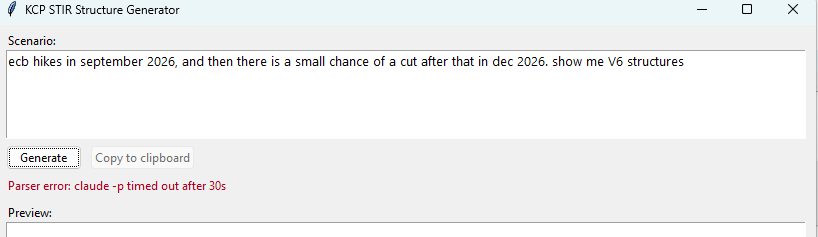 KCP STIR Structure Generator
Scenario:
ecb hikes in september 2026, and then there is a small chance of a cut after that in dec 2026. show me V6 structures
Generate Copy to clipboard
Parser error: claude -p timed out after 30s
Preview: